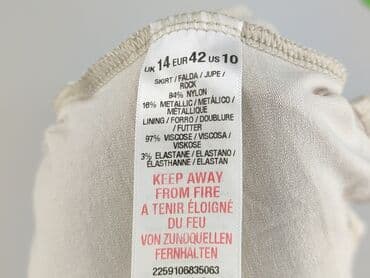 UK 14 EUR 42 US 10
SKIRT / FALDA / JUPE /
ROCK
84% NYLON
16% METALLIC / METÁLICO /
MÉTALLIQUE
LINING / FORRO / DOUBLURE
/ FUTTER
97% VISCOSE / VISCOSA /
VISKOSE
3% ELASTANE / ELASTANO /
ÉLASTHANNE / ELASTAN
KEEP AWAY
FROM FIRE
A TENIR ÉLOIGNÉ
DU FEU
VON ZUNDQUELLEN
FERNHALTEN
2259106835063